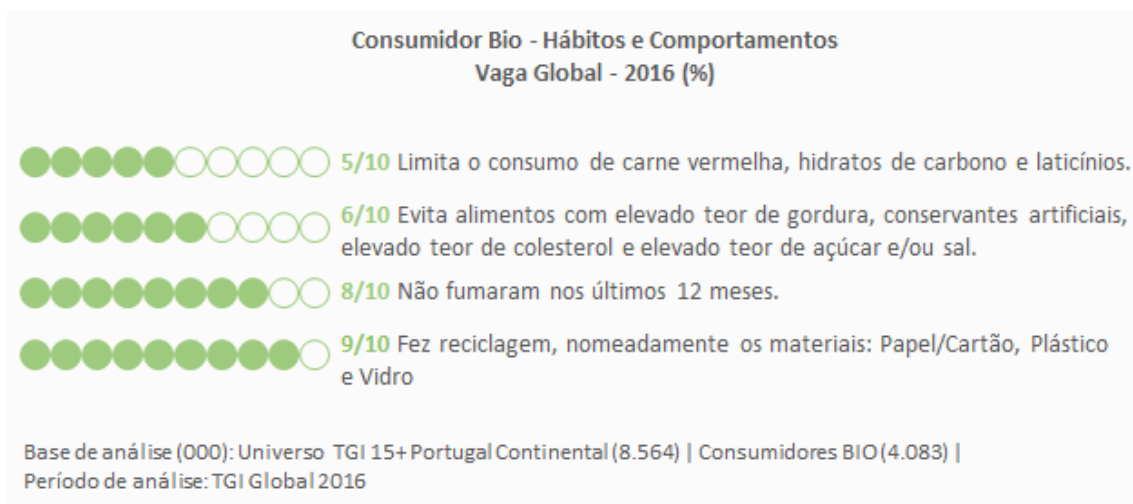 Consumidor Bio - Hábitos e Comportamentos
Vaga Global - 2016 (%)
5/10 Limita o consumo de carne vermelha, hidratos de carbono e laticínios.
6/10 Evita alimentos com elevado teor de gordura, conservantes artificiais,
elevado teor de colesterol e elevado teor de açúcar e/ou sal.
8/10 Não fumaram nos últimos 12 meses.
9/10 Fez reciclagem, nomeadamente os materiais: Papel/Cartão, Plástico
e Vidro
Base de análise (000): Universo TGI 15+ Portugal Continental (8.564) | Consumidores BIO (4.083) |
Período de análise: TGI Global 2016